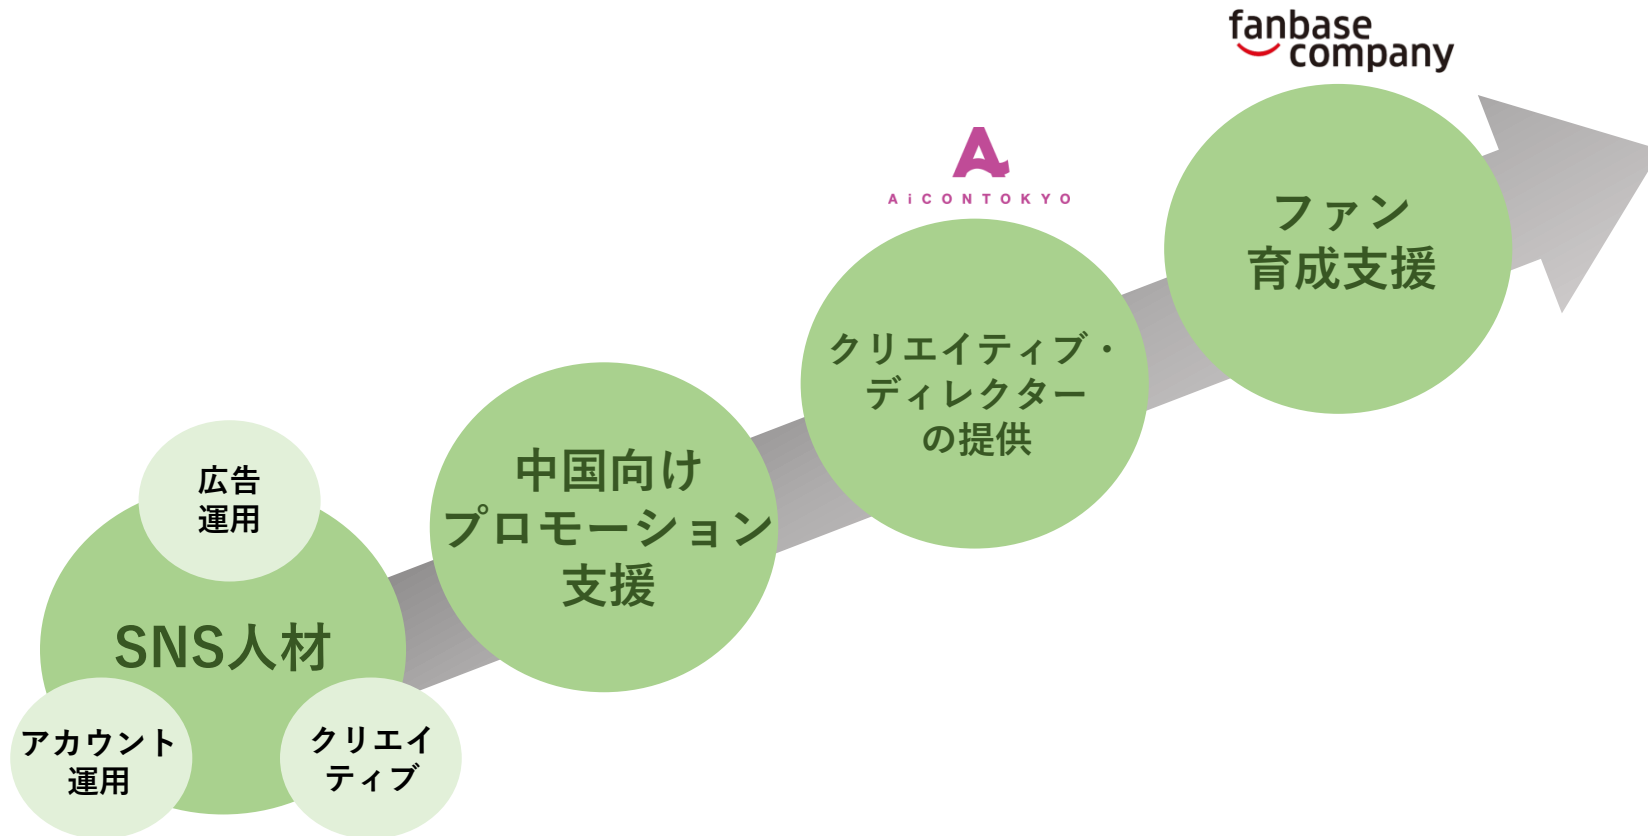 fanbase
company
AiCONTOKYO
ファン
育成支援
クリエイティブ・
ディレクター
の提供
中国向け
プロモーション
支援
広告
運用
SNS人材
アカウント
運用
クリエイ
ティブ